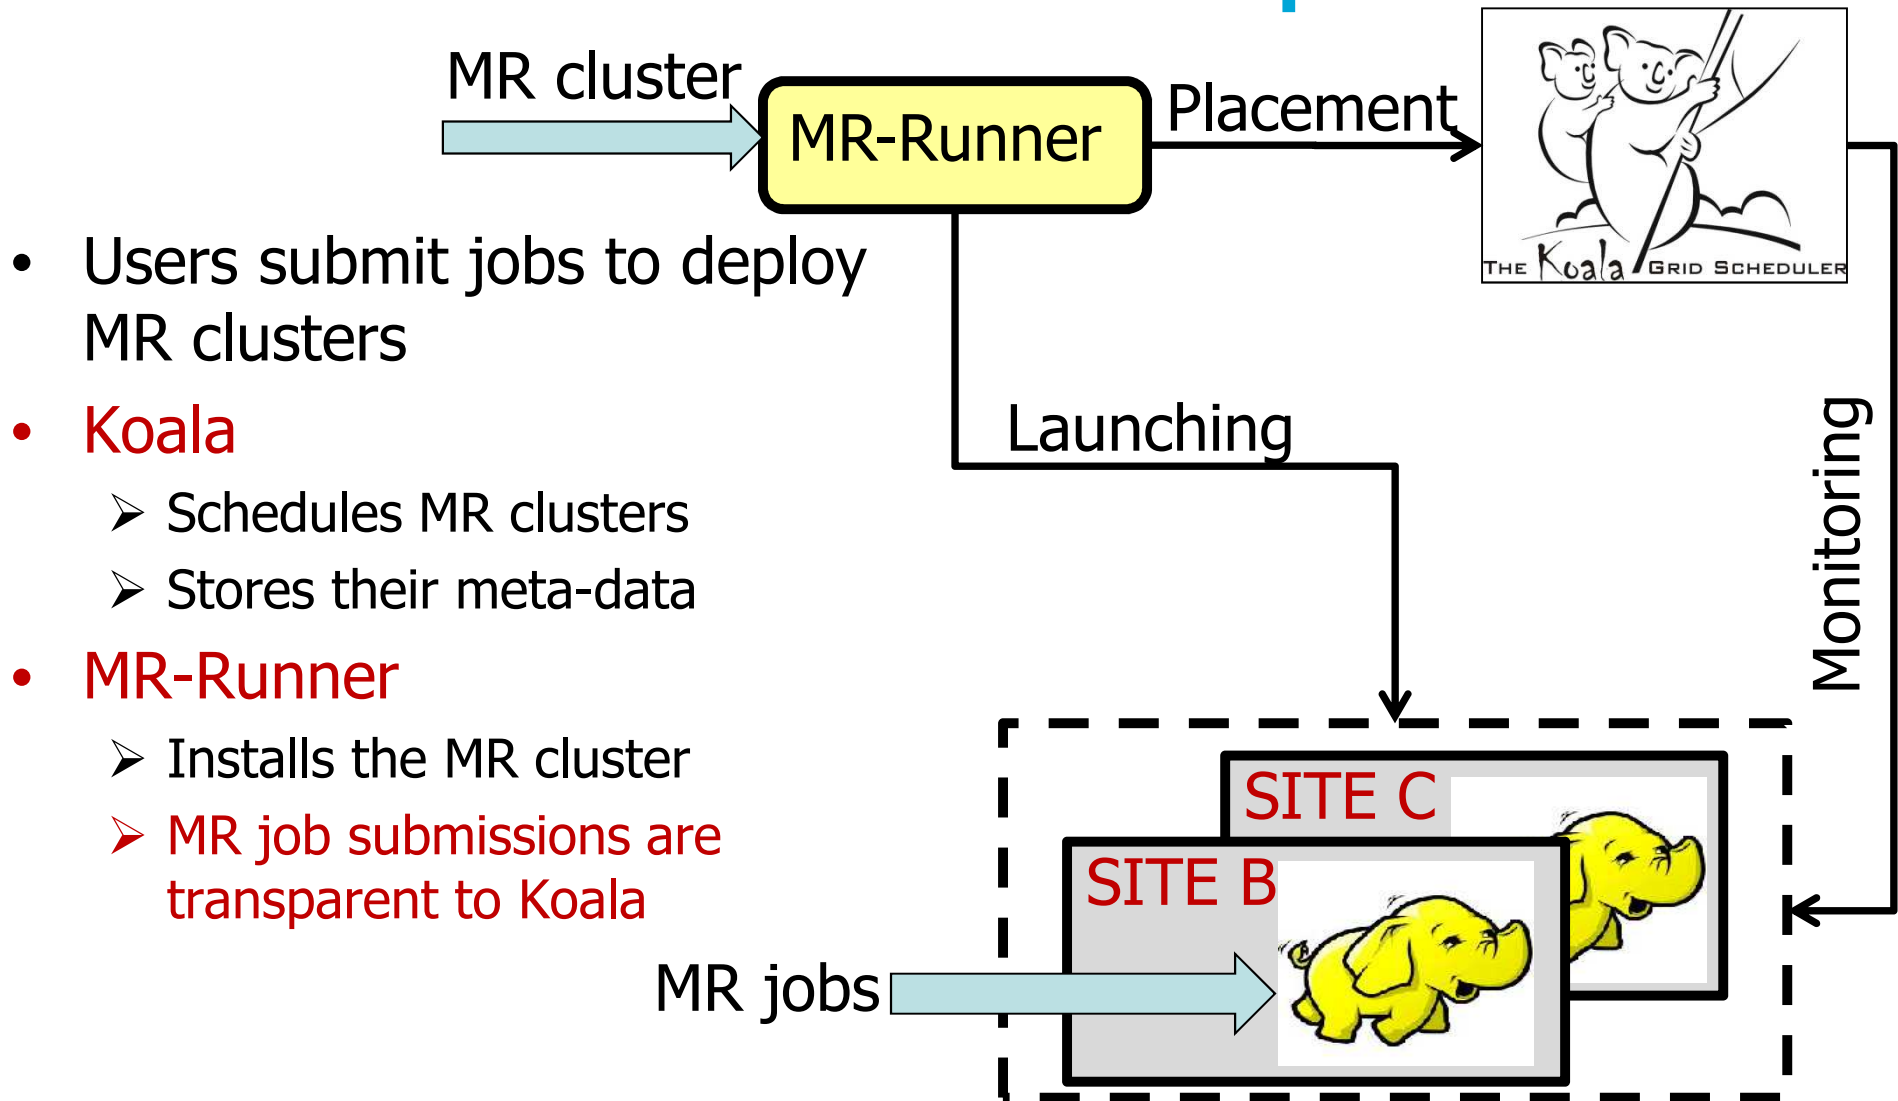 MR cluster
MR-Runner
Placement
THE Koala GRID SCHEDULER
• Users submit jobs to deploy
MR clusters
• Koala
➢ Schedules MR clusters
➢ Stores their meta-data
• MR-Runner
➢ Installs the MR cluster
➢ MR job submissions are
transparent to Koala
Launching
Monitoring
SITE C
SITE B
MR jobs